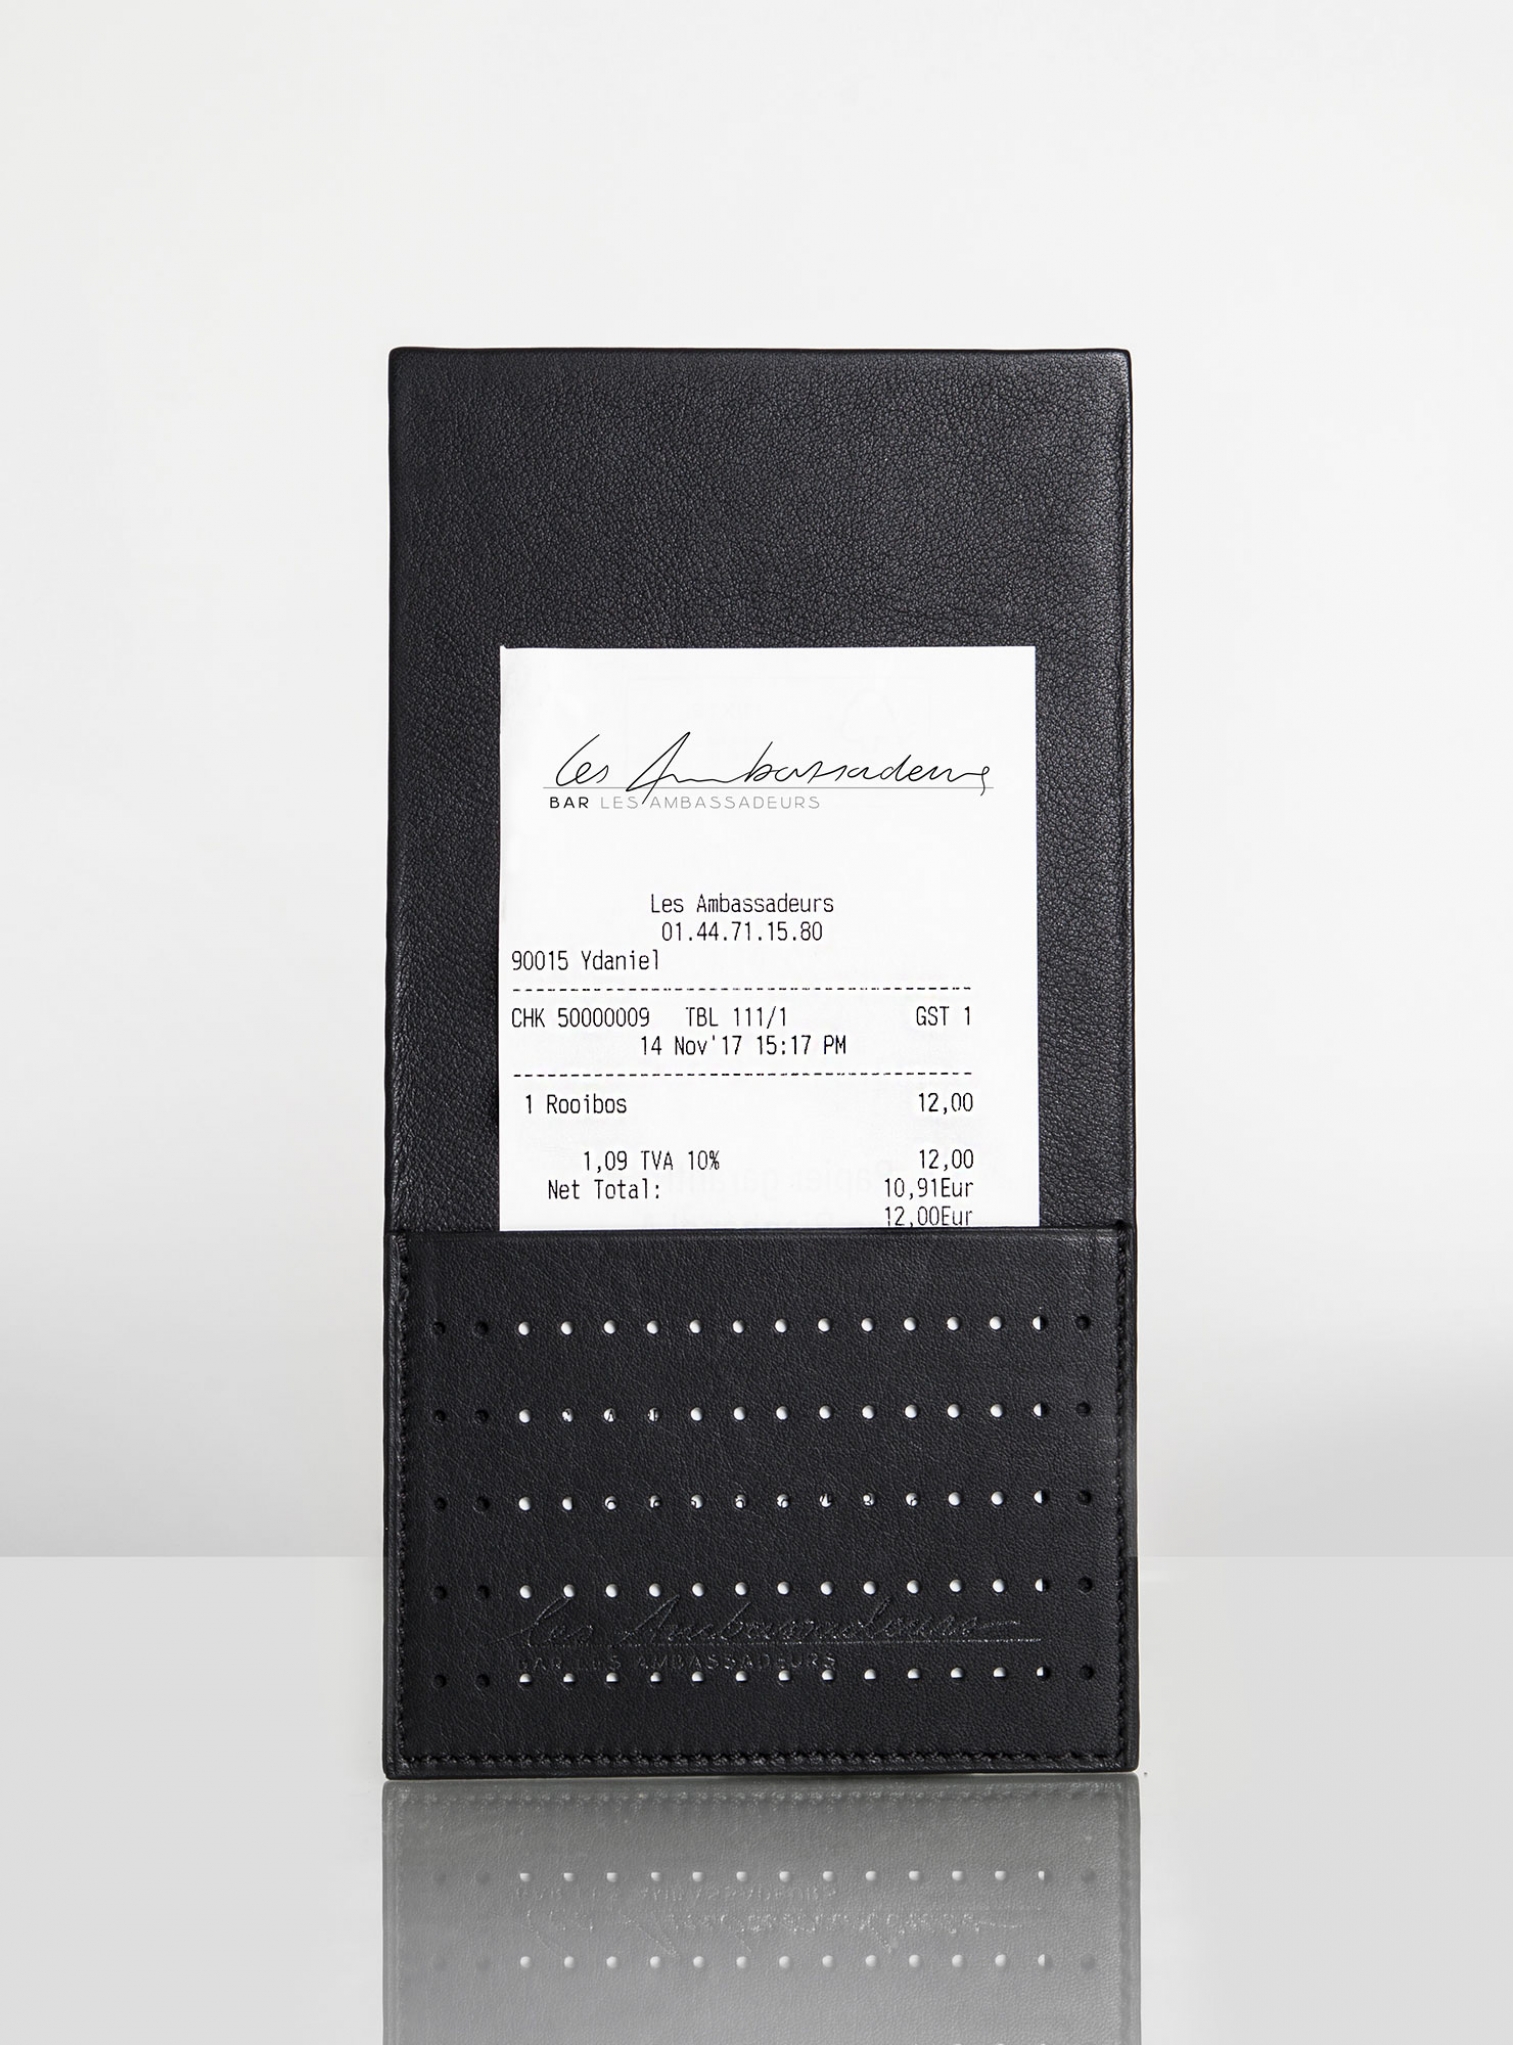 Les Ambassadeurs
BAR LES AMBASSADEURS
Les Ambassadeurs
01.44.71.15.80
90015 Ydaniel
CHK 50000009 TBL 111/1 GST 1
14 Nov'17 15:17 PM
1 Rooibos 12,00
1,09 TVA 10% 12,00
Net Total: 10,91Eur
12,00Eur
Les Ambassadeurs
BAR LES AMBASSADEURS